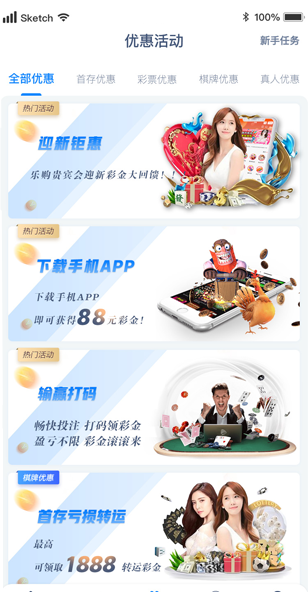 Sketch 100%
优惠活动 新手任务
全部优惠 首存优惠 彩票优惠 棋牌优惠 真人优惠
热门活动
迎新钜惠
乐购贵宾会迎新彩金大回馈！！
热门活动
下载手机APP
下载手机APP
即可获得88元彩金!
热门活动
输赢打码
畅快投注 打码领彩金
盈亏不限 彩金滚滚来
棋牌优惠
首存亏损转运
最高
可领取 1888 转运彩金